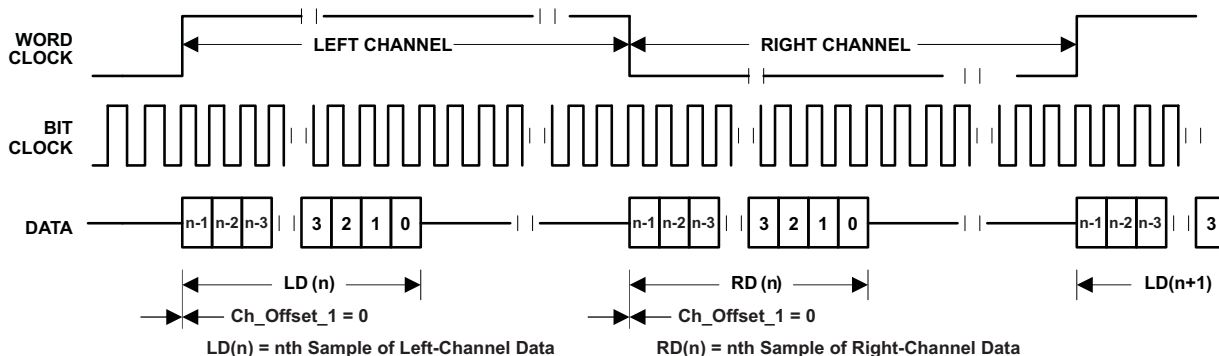 WORD
CLOCK
LEFT CHANNEL
RIGHT CHANNEL
BIT
CLOCK
DATA
n-1 n-2 n-3 3 2 1 0 n-1 n-2 n-3 3 2 1 0 n-1 n-2 n-3 3
LD (n) RD (n) LD(n+1)
Ch_Offset_1 = 0 Ch_Offset_1 = 0
LD(n) = nth Sample of Left-Channel Data RD(n) = nth Sample of Right-Channel Data